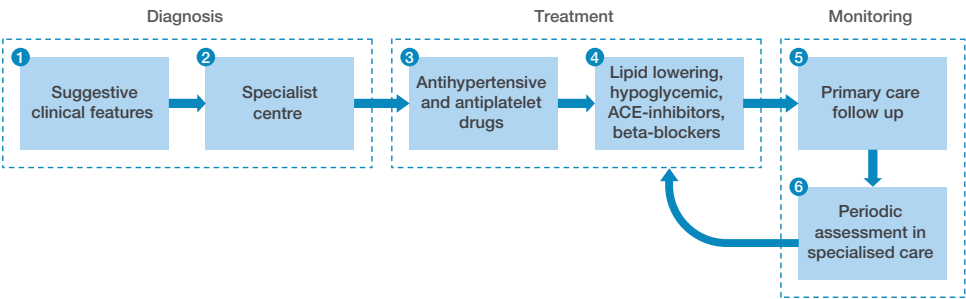 Diagnosis
Treatment
Monitoring
1
Suggestive
clinical features
2
Specialist
centre
3
Antihypertensive
and antiplatelet
drugs
4
Lipid lowering,
hypoglycemic,
ACE-inhibitors,
beta-blockers
5
Primary care
follow up
6
Periodic
assessment in
specialised care